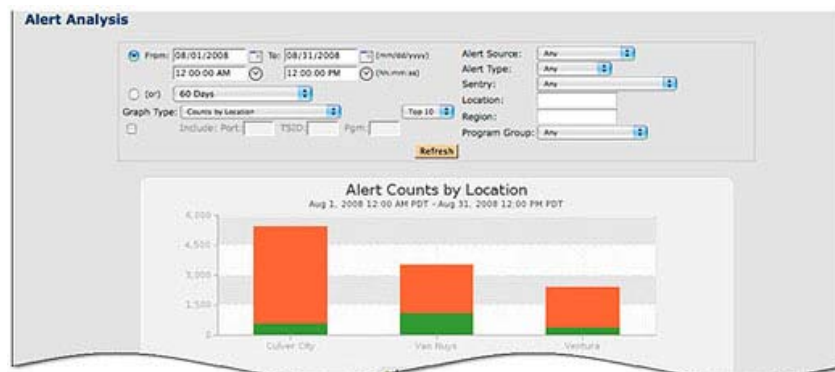 Alert Analysis
From: 08/01/2008 To: 08/31/2008 (mm/dd/yyyy)
12:00:00 AM 12:00:00 PM (hh:mm:ss)
(or) 60 Days
Graph Type: Counts by Location Top 10
Include: Port: TSID: Pgm:
Alert Source: Any
Alert Type: Any
Sentry: Any
Location:
Region:
Program Group: Any
Refresh
Alert Counts by Location
Aug 1, 2008 12:00 AM PDT - Aug 31, 2008 12:00 PM PDT
6,000
4,500
3,000
1,500
0
Culver City Van Nuys Ventura